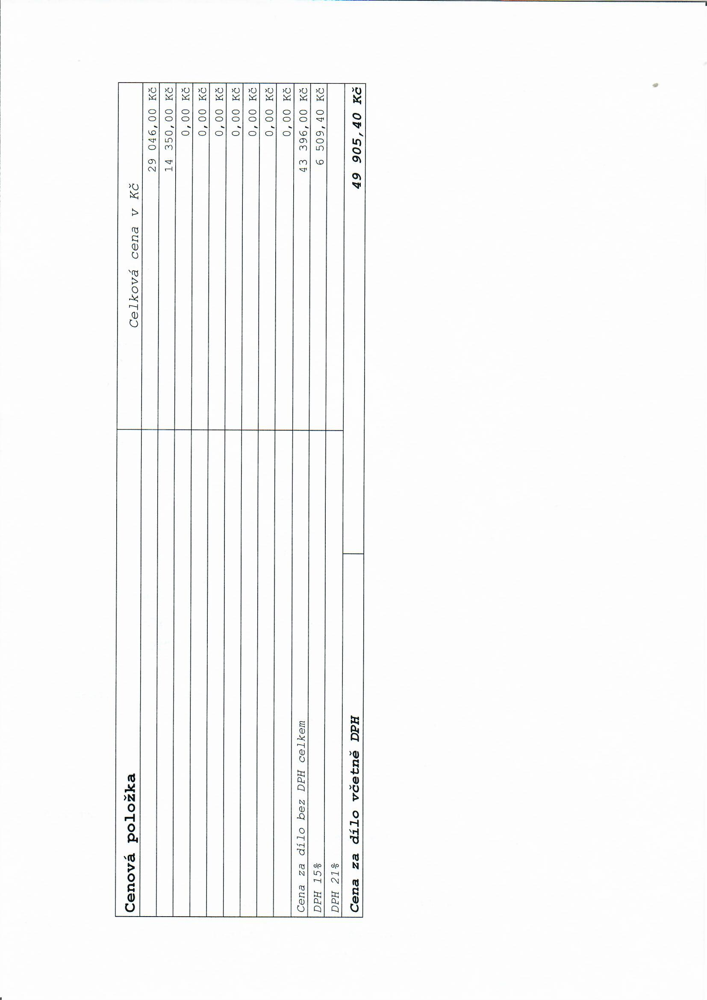 Cenová položka Celková cena v Kč
29 046,00 Kč
14 350,00 Kč
0,00 Kč
0,00 Kč
0,00 Kč
0,00 Kč
0,00 Kč
0,00 Kč
0,00 Kč
Cena za dílo bez DPH celkem 43 396,00 Kč
DPH 15% 6 509,40 Kč
DPH 21%
Cena za dílo včetně DPH 49 905,40 Kč